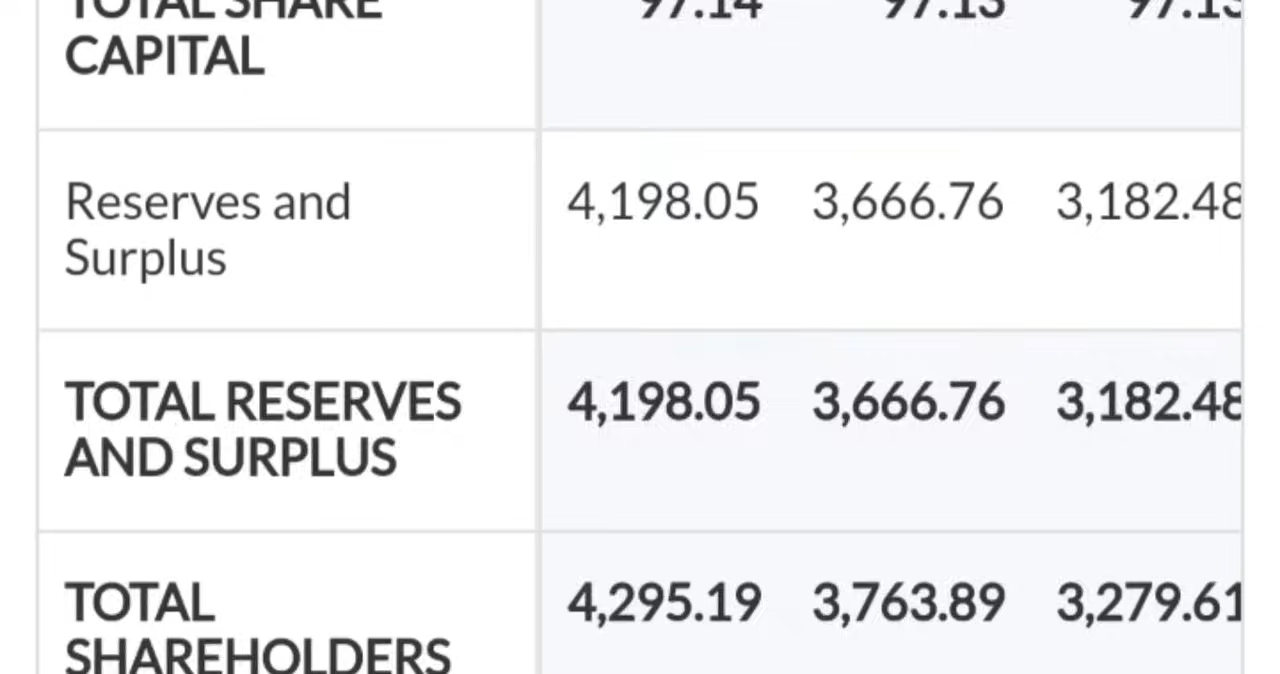 TOTAL SHARE 97.14 97.13 97.13
CAPITAL
Reserves and 4,198.05 3,666.76 3,182.48
Surplus
TOTAL RESERVES 4,198.05 3,666.76 3,182.48
AND SURPLUS
TOTAL 4,295.19 3,763.89 3,279.61
SHAREHOLDERS